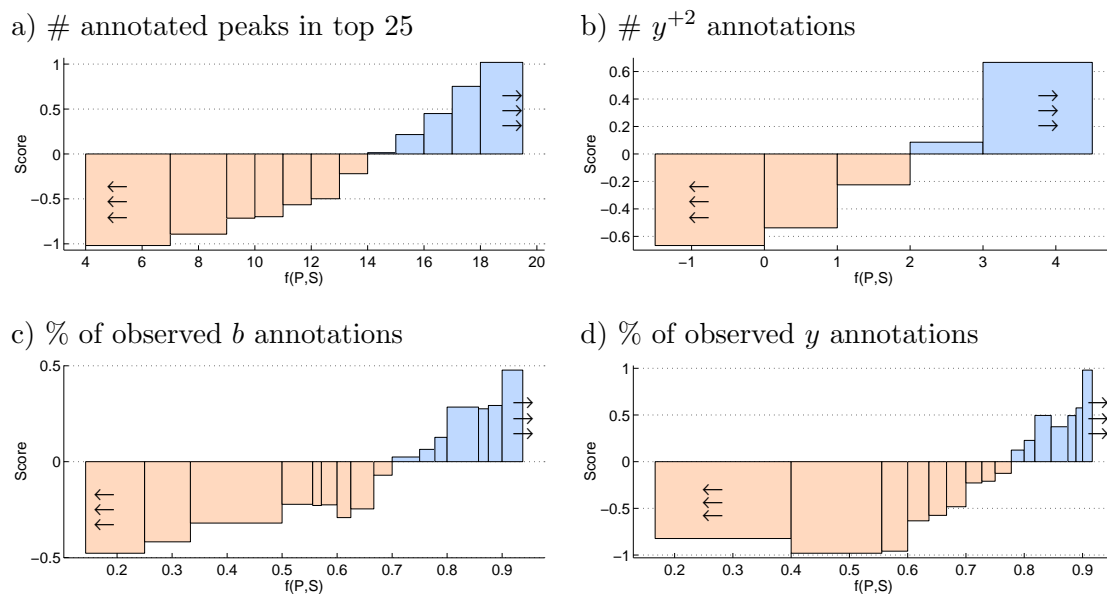 a) # annotated peaks in top 25
1
0.5
0
−0.5
−1
Score
4 6 8 10 12 14 16 18 20
f(P,S)
b) # y+2 annotations
0.6
0.4
0.2
0
−0.2
−0.4
−0.6
Score
−1 0 1 2 3 4
f(P,S)
c) % of observed b annotations
0.5
0
−0.5
Score
0.2 0.3 0.4 0.5 0.6 0.7 0.8 0.9
f(P,S)
d) % of observed y annotations
1
0.5
0
−0.5
−1
Score
0.2 0.3 0.4 0.5 0.6 0.7 0.8 0.9
f(P,S)